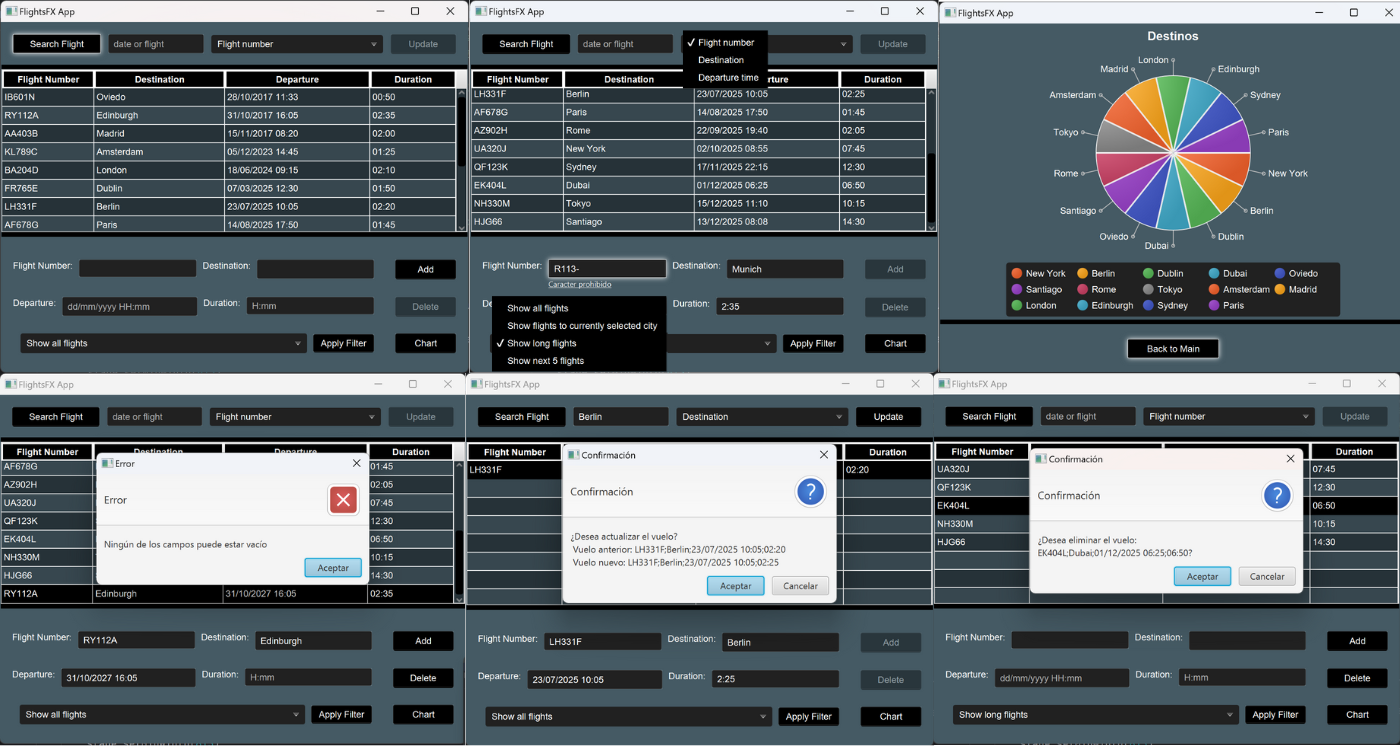 FlightsFX App
Search Flight date or flight Flight number Update
Flight Number Destination Departure Duration
IB601N Oviedo 28/10/2017 11:33 00:50
RY112A Edinburgh 31/10/2017 16:05 02:35
AA403B Madrid 15/11/2017 08:20 02:00
KL789C Amsterdam 05/12/2023 14:45 01:25
BA204D London 18/06/2024 09:15 02:10
FR765E Dublin 07/03/2025 12:30 01:50
LH331F Berlin 23/07/2025 10:05 02:20
AF678G Paris 14/08/2025 17:50 01:45
Flight Number: Destination: Add
Departure: dd/mm/yyyy HH:mm Duration: H:mm Delete
Show all flights Apply Filter Chart
FlightsFX App
Search Flight date or flight Update
✓ Flight number
Destination
Departure time
Flight Number Destination rture Duration
LH331F Berlin 23/07/2025 10:05 02:25
AF678G Paris 14/08/2025 17:50 01:45
AZ902H Rome 22/09/2025 19:40 02:05
UA320J New York 02/10/2025 08:55 07:45
QF123K Sydney 17/11/2025 22:15 12:30
EK404L Dubai 01/12/2025 06:25 06:50
NH330M Tokyo 15/12/2025 11:10 10:15
HJG66 Santiago 13/12/2025 08:08 14:30
Flight Number: R113- Destination: Munich Add
Caracter prohibido
De Duration: 2:35 Delete
Show all flights
Show flights to currently selected city
✓ Show long flights
Show next 5 flights
Apply Filter Chart
FlightsFX App
Destinos
London
Madrid Edinburgh
Amsterdam Sydney
Tokyo Paris
Rome New York
Santiago Berlin
Oviedo Dublin
Dubai
New York Berlin Dublin Dubai Oviedo
Santiago Rome Tokyo Amsterdam Madrid
London Edinburgh Sydney Paris
Back to Main
FlightsFX App
Search Flight date or flight Flight number Update
Flight Number Destination Departure Duration
AF678G 01:45
AZ902H 02:05
UA320J 07:45
QF123K 12:30
EK404L 06:50
NH330M 10:15
HJG66 14:30
RY112A Edinburgh 31/10/2027 16:05 02:35
Error
Error
Ningún de los campos puede estar vacío
Aceptar
Flight Number: RY112A Destination: Edinburgh Add
Departure: 31/10/2027 16:05 Duration: H:mm Delete
Show all flights Apply Filter Chart
FlightsFX App
Search Flight Berlin Destination Update
Flight Number Duration
LH331F 02:20
Confirmación
Confirmación
¿Desea actualizar el vuelo?
Vuelo anterior: LH331F;Berlin;23/07/2025 10:05;02:20
Vuelo nuevo: LH331F;Berlin;23/07/2025 10:05;02:25
Aceptar Cancelar
Flight Number: LH331F Destination: Berlin Add
Departure: 23/07/2025 10:05 Duration: 2:25 Delete
Show all flights Apply Filter Chart
FlightsFX App
Search Flight date or flight Flight number Update
Flight Number Duration
UA320J 07:45
QF123K 12:30
EK404L 06:50
NH330M 10:15
HJG66 14:30
Confirmación
Confirmación
¿Desea eliminar el vuelo:
EK404L;Dubai;01/12/2025 06:25;06:50?
Aceptar Cancelar
Flight Number: Destination: Add
Departure: dd/mm/yyyy HH:mm Duration: H:mm Delete
Show long flights Apply Filter Chart